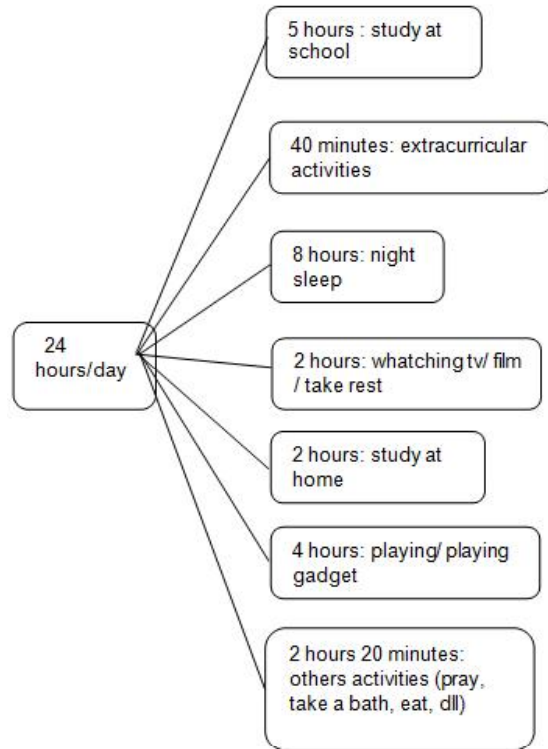 5 hours : study at
school
40 minutes: extracurricular
activities
8 hours: night
sleep
24
hours/day
2 hours: whatching tv/ film
/ take rest
2 hours: study at
home
4 hours: playing/ playing
gadget
2 hours 20 minutes:
others activities (pray,
take a bath, eat, dll)